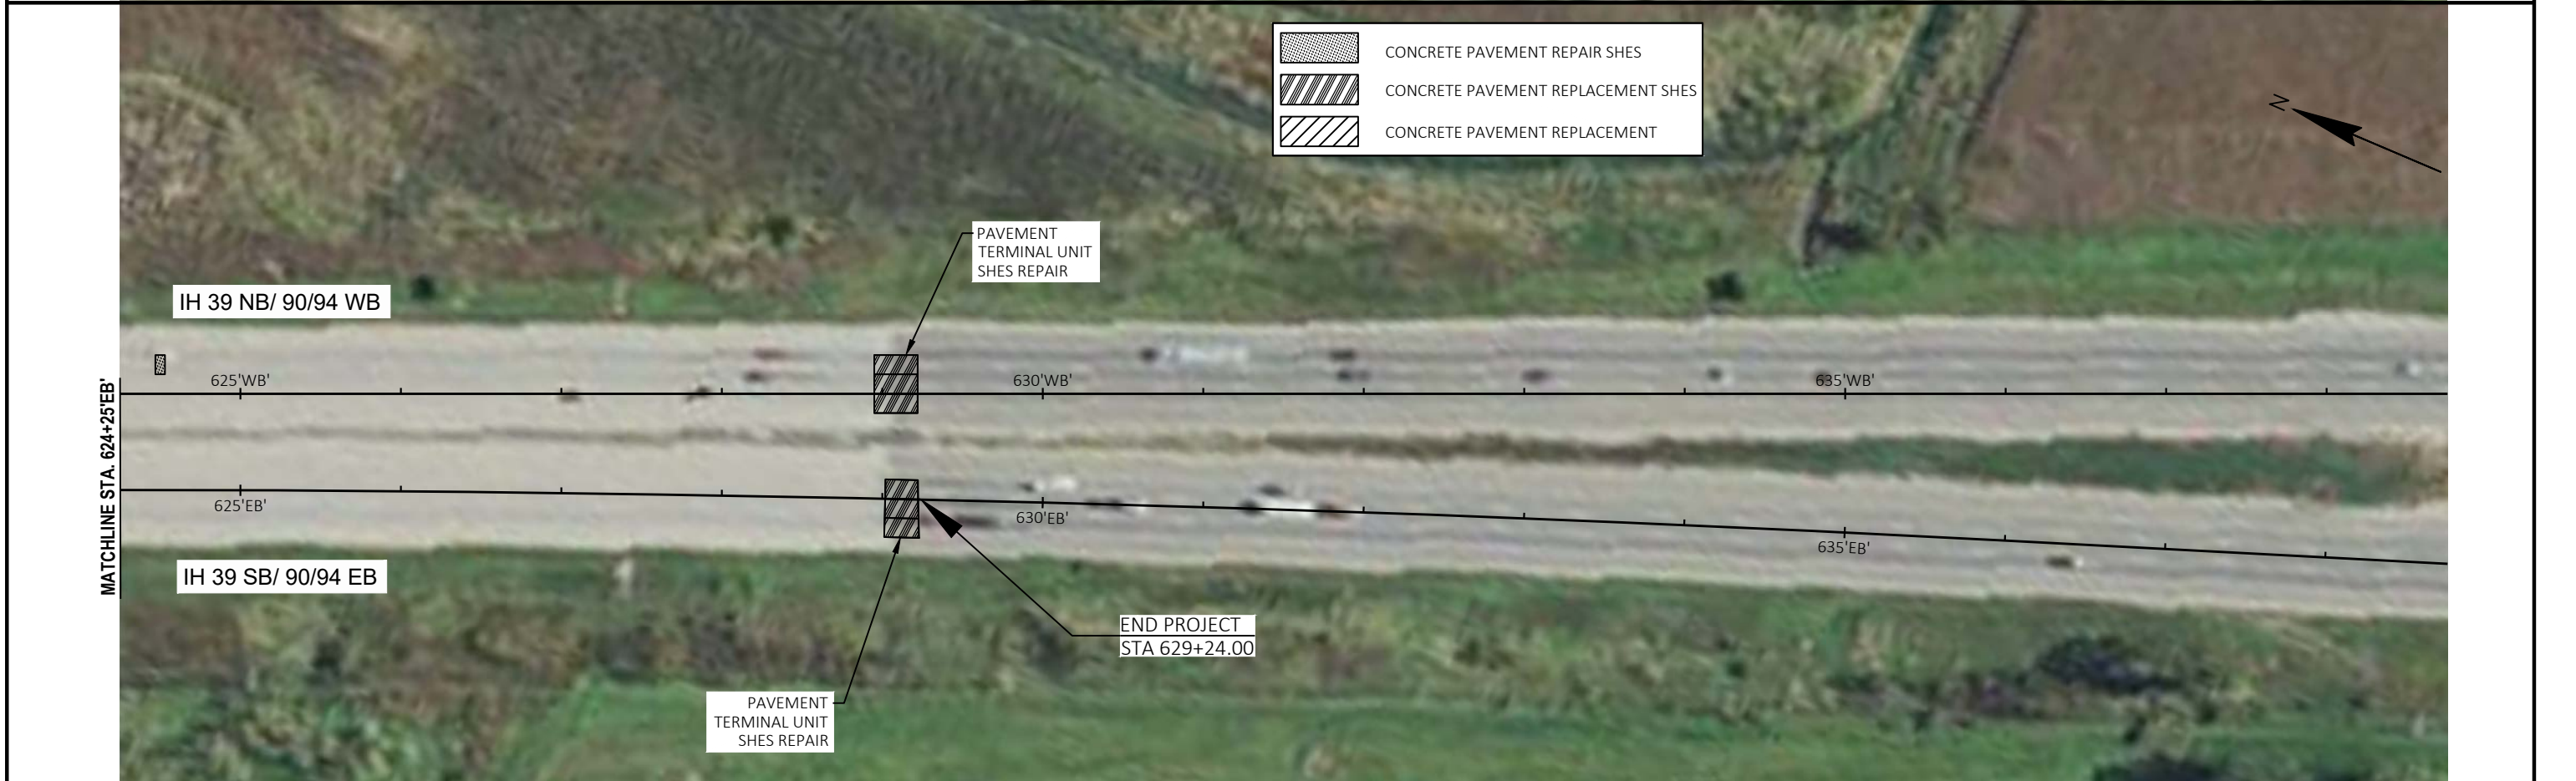 CONCRETE PAVEMENT REPAIR SHES
CONCRETE PAVEMENT REPLACEMENT SHES
CONCRETE PAVEMENT REPLACEMENT
N
PAVEMENT
TERMINAL UNIT
SHES REPAIR
IH 39 NB/ 90/94 WB
625'WB'
630'WB'
635'WB'
MATCHLINE STA. 624+25'EB'
625'EB'
630'EB'
635'EB'
IH 39 SB/ 90/94 EB
END PROJECT
STA 629+24.00
PAVEMENT
TERMINAL UNIT
SHES REPAIR